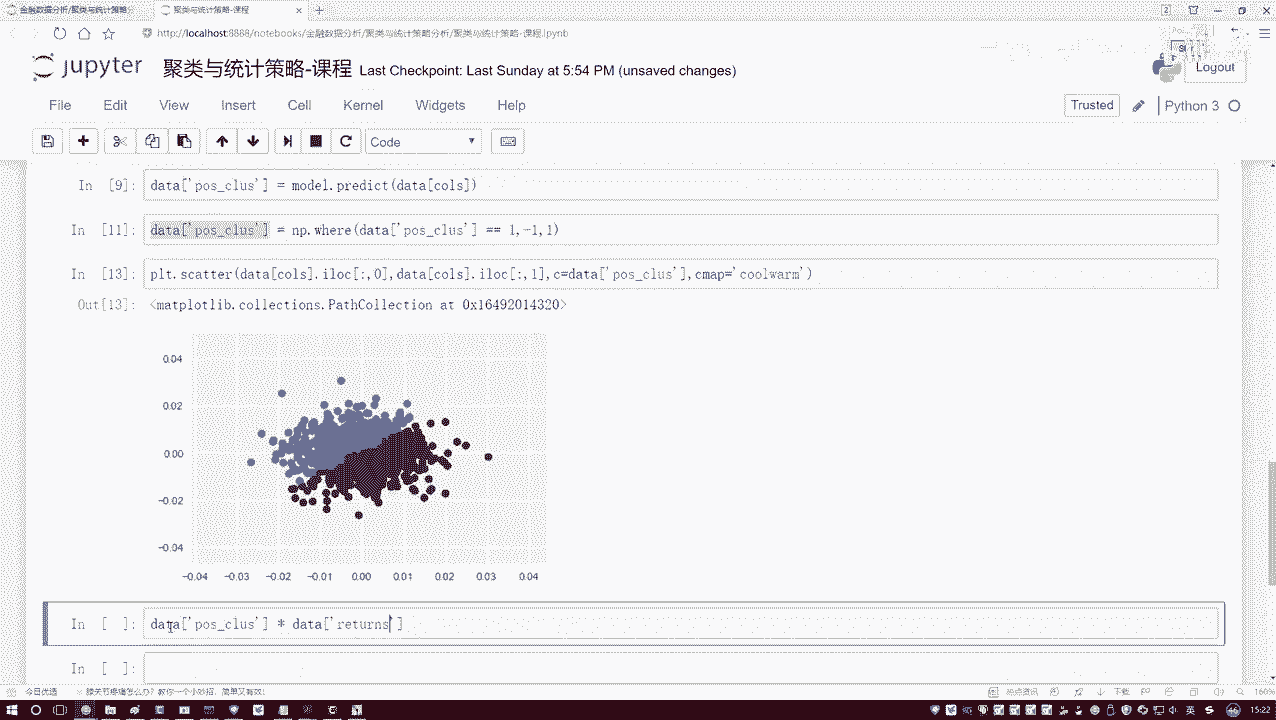 金融数据分析/聚类与统计策略分
聚类与统计策略-课程
http://localhost:8888/notebooks/金融数据分析/聚类与统计策略分析/聚类与统计策略-课程.ipynb
jupyter 聚类与统计策略-课程 Last Checkpoint: Last Sunday at 5:54 PM (unsaved changes)
Logout
File Edit View Insert Cell Kernel Widgets Help
Trusted Python 3
Code
In [9]: data['pos_clus'] = model.predict(data[cols])
In [11]: data['pos_clus'] = np.where(data['pos_clus'] == 1,-1,1)
In [13]: plt.scatter(data[cols].iloc[:,0],data[cols].iloc[:,1],c=data['pos_clus'],cmap='coolwarm')
Out[13]: <matplotlib.collections.PathCollection at 0x16492014320>
0.04
0.02
0.00
-0.02
-0.04
-0.04 -0.03 -0.02 -0.01 0.00 0.01 0.02 0.03 0.04
In [ ]: data['pos_clus'] * data['returns']
In [ ]:
今日优选 膝关节疼痛怎么办？教你一个小妙招，简单又有效！ 热点资讯 下载 160%
英 15:22